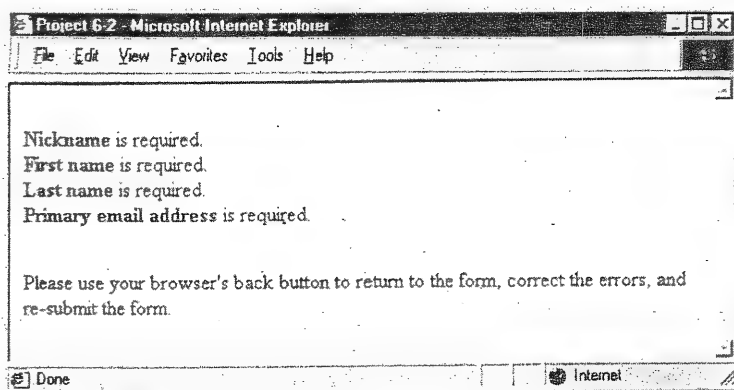 Project 6-2 - Microsoft Internet Explorer
File Edit View Favorites Tools Help
Nickname is required.
First name is required.
Last name is required.
Primary email address is required.
Please use your browser's back button to return to the form, correct the errors, and
re-submit the form.
Done Internet